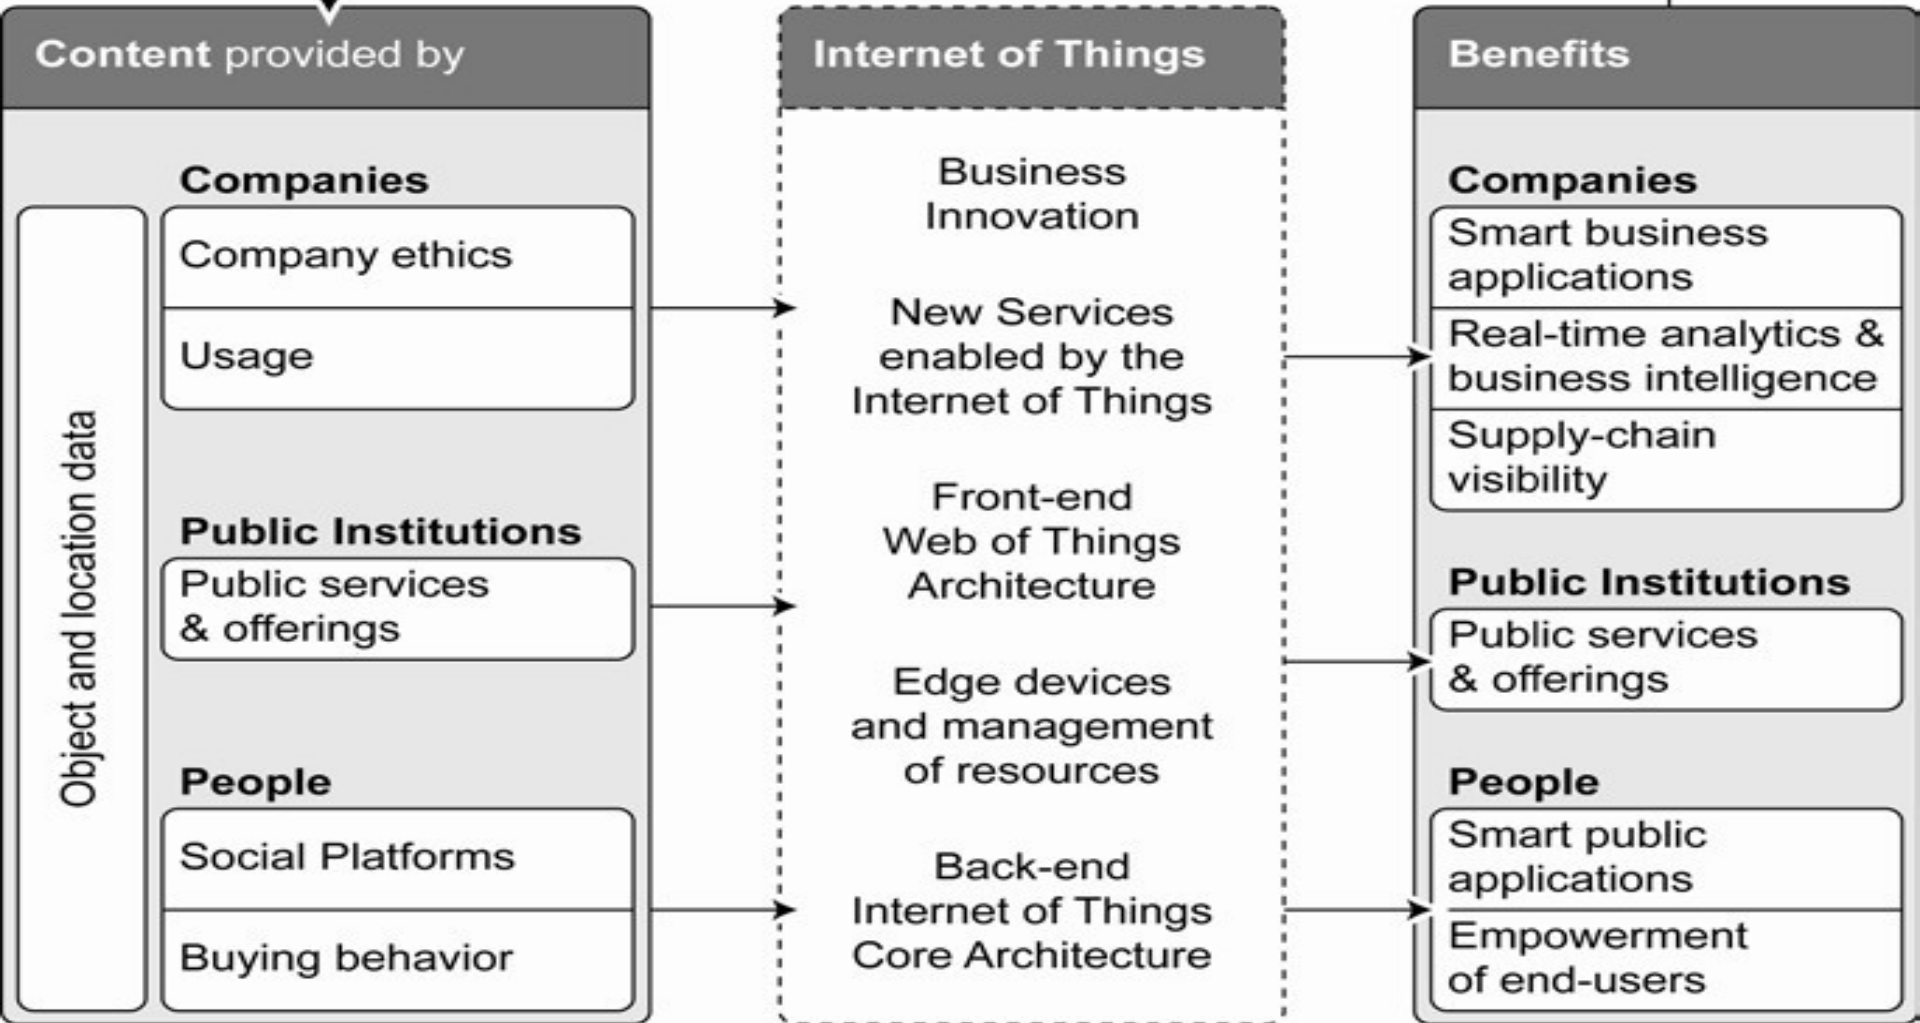 Content provided by
Object and location data
Companies
Company ethics
Usage
Public Institutions
Public services
& offerings
People
Social Platforms
Buying behavior
Internet of Things
Business
Innovation
New Services
enabled by the
Internet of Things
Front-end
Web of Things
Architecture
Edge devices
and management
of resources
Back-end
Internet of Things
Core Architecture
Benefits
Companies
Smart business
applications
Real-time analytics &
business intelligence
Supply-chain
visibility
Public Institutions
Public services
& offerings
People
Smart public
applications
Empowerment
of end-users